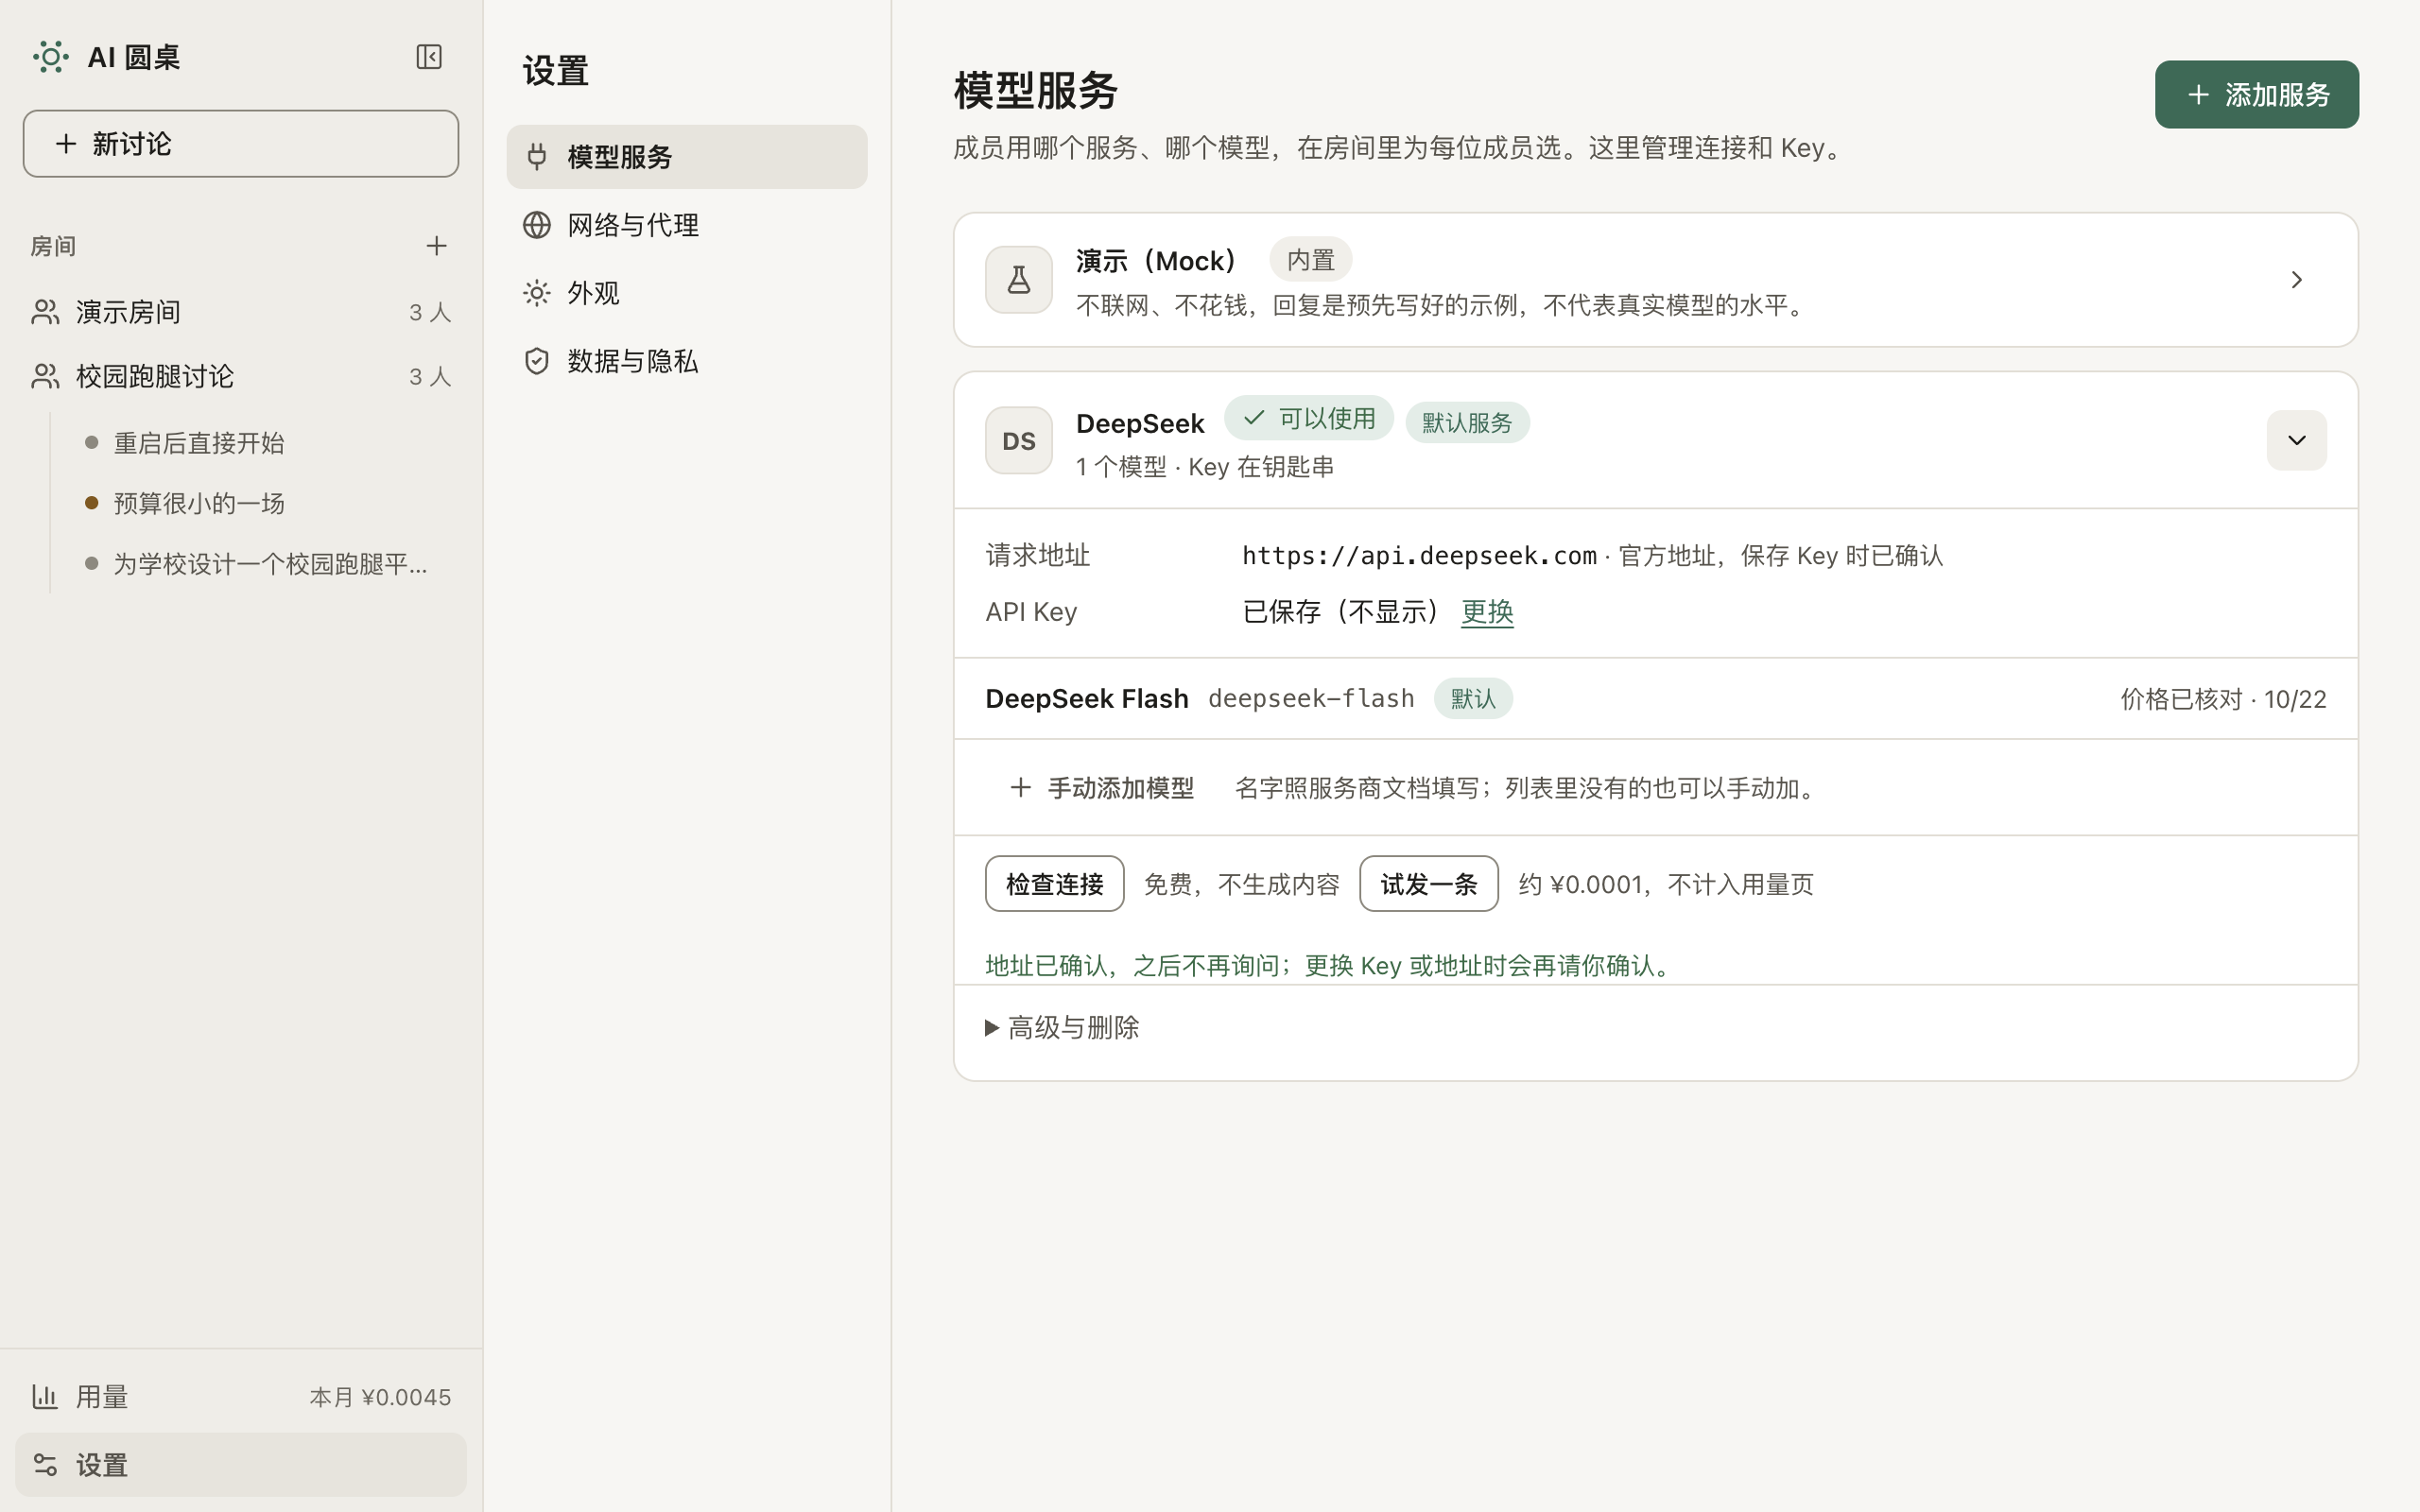 AI 圆桌
新讨论
房间
演示房间 3 人
校园跑腿讨论 3 人
重启后直接开始
预算很小的一场
为学校设计一个校园跑腿平...
用量 本月 ¥0.0045
设置
设置
模型服务
网络与代理
外观
数据与隐私
模型服务
添加服务
成员用哪个服务、哪个模型，在房间里为每位成员选。这里管理连接和 Key。
演示（Mock） 内置
不联网、不花钱，回复是预先写好的示例，不代表真实模型的水平。
DS
DeepSeek 可以使用 默认服务
1 个模型 · Key 在钥匙串
请求地址 https://api.deepseek.com · 官方地址，保存 Key 时已确认
API Key 已保存（不显示） 更换
DeepSeek Flash deepseek-flash 默认 价格已核对 · 10/22
手动添加模型 名字照服务商文档填写；列表里没有的也可以手动加。
检查连接 免费，不生成内容 试发一条 约 ¥0.0001，不计入用量页
地址已确认，之后不再询问；更换 Key 或地址时会再请你确认。
高级与删除